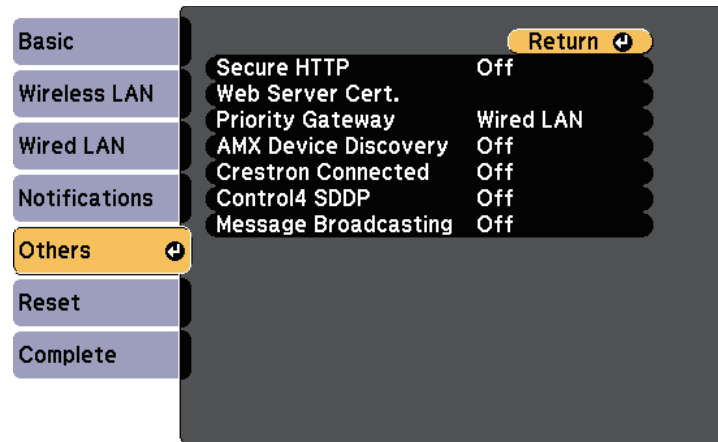 Basic
Wireless LAN
Wired LAN
Notifications
Others
Reset
Complete
Return
Secure HTTP Off
Web Server Cert.
Priority Gateway Wired LAN
AMX Device Discovery Off
Crestron Connected Off
Control4 SDDP Off
Message Broadcasting Off